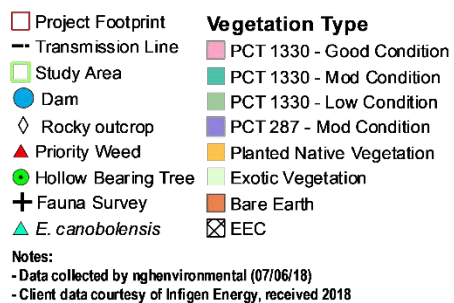 Project Footprint
Transmission Line
Study Area
Dam
Rocky outcrop
Priority Weed
Hollow Bearing Tree
Fauna Survey
E. canobolensis
Vegetation Type
PCT 1330 - Good Condition
PCT 1330 - Mod Condition
PCT 1330 - Low Condition
PCT 287 - Mod Condition
Planted Native Vegetation
Exotic Vegetation
Bare Earth
EEC
Notes:
- Data collected by nghenvironmental (07/06/18)
- Client data courtesy of Infigen Energy, received 2018